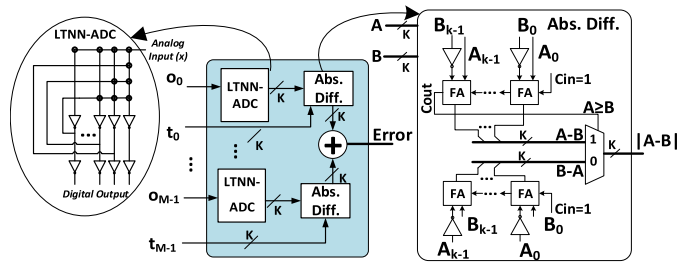 LTNN-ADC
Analog
Input (x)
Digital Output
o0
t0
oM-1
tM-1
LTNN-
ADC
K
Abs.
Diff.
K
K
+
Error
LTNN-
ADC
K
Abs.
Diff.
K
K
A
K
B
K
Abs. Diff.
Bk-1
B0
Ak-1
A0
Cin=1
FA
FA
Cout
A≥B
A-B
K
1
B-A
K
0
K
|A-B|
FA
FA
Cin=1
Bk-1
B0
Ak-1
A0